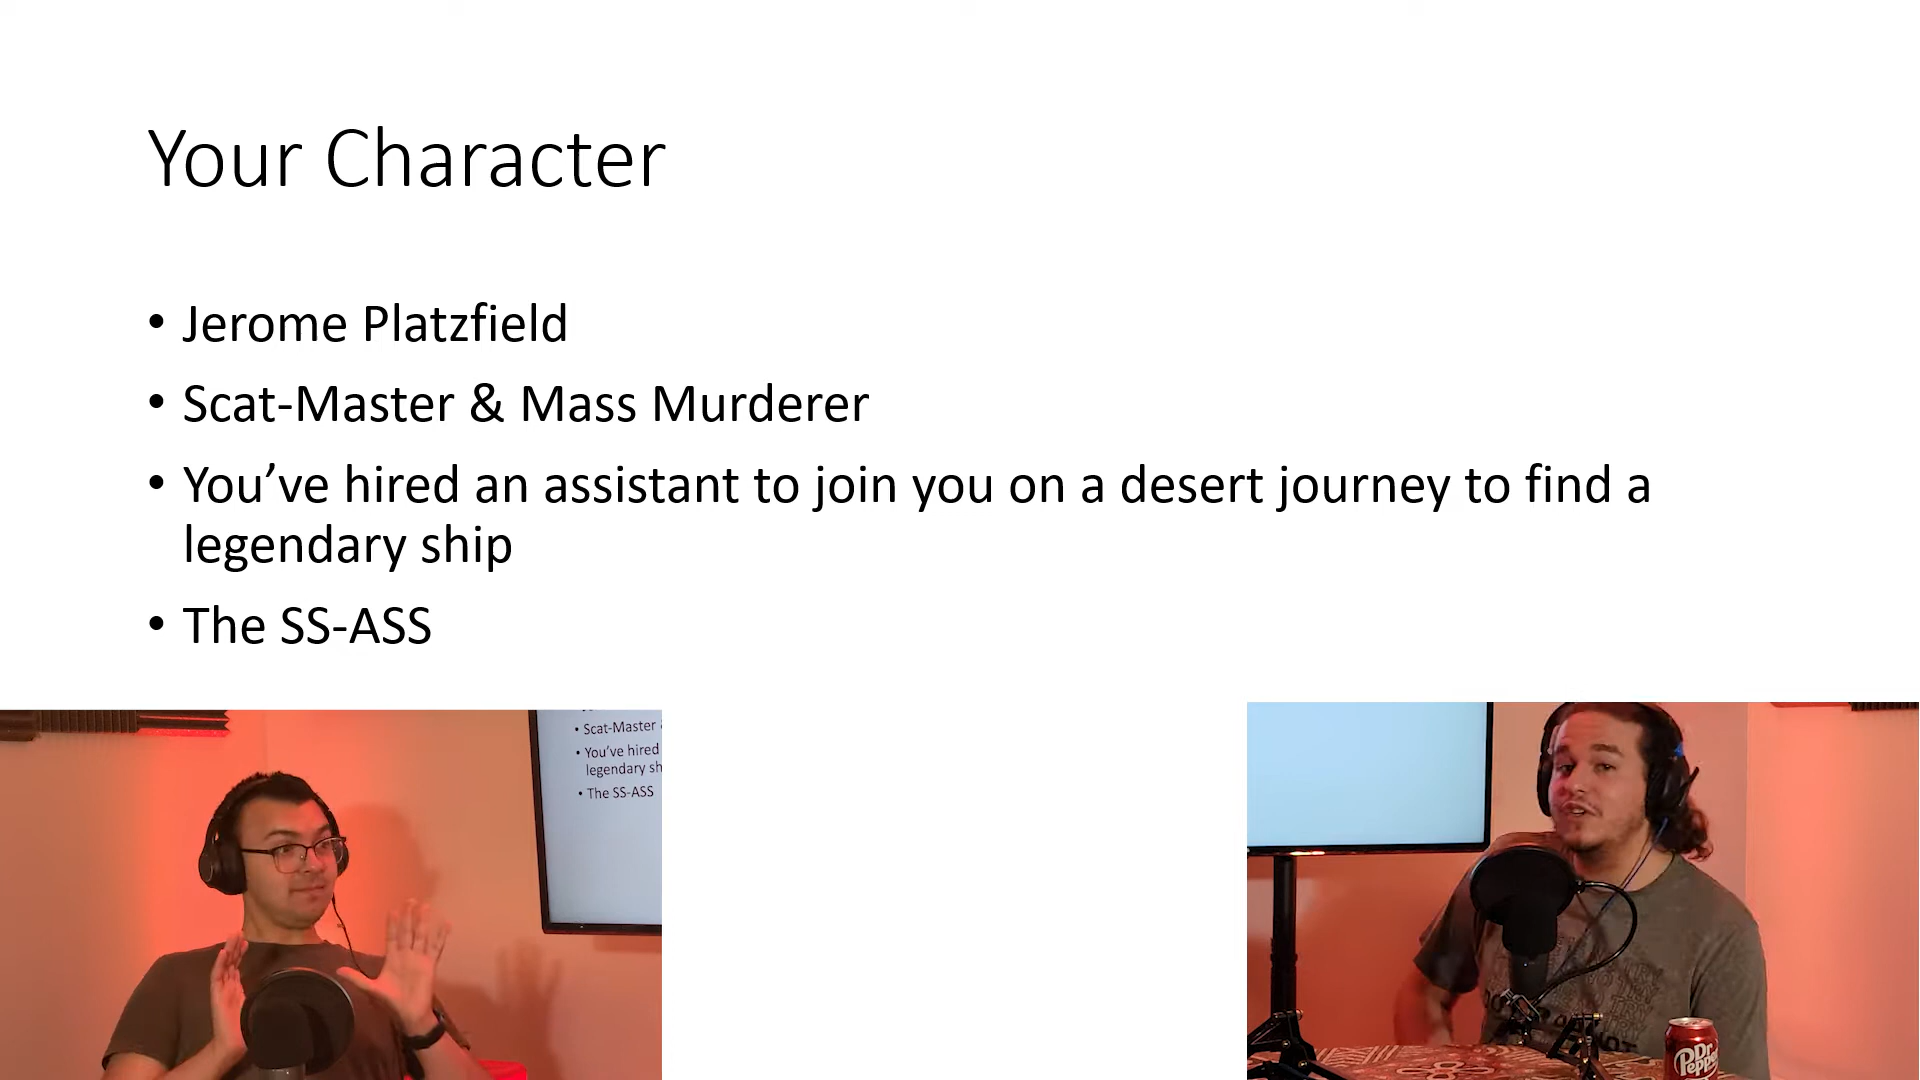 Your Character
• Jerome Platzfield
• Scat-Master & Mass Murderer
• You’ve hired an assistant to join you on a desert journey to find a
legendary ship
• The SS-ASS
• Scat-Master
• You’ve hired
legendary sh
• The SS-ASS
Dr
Pepper